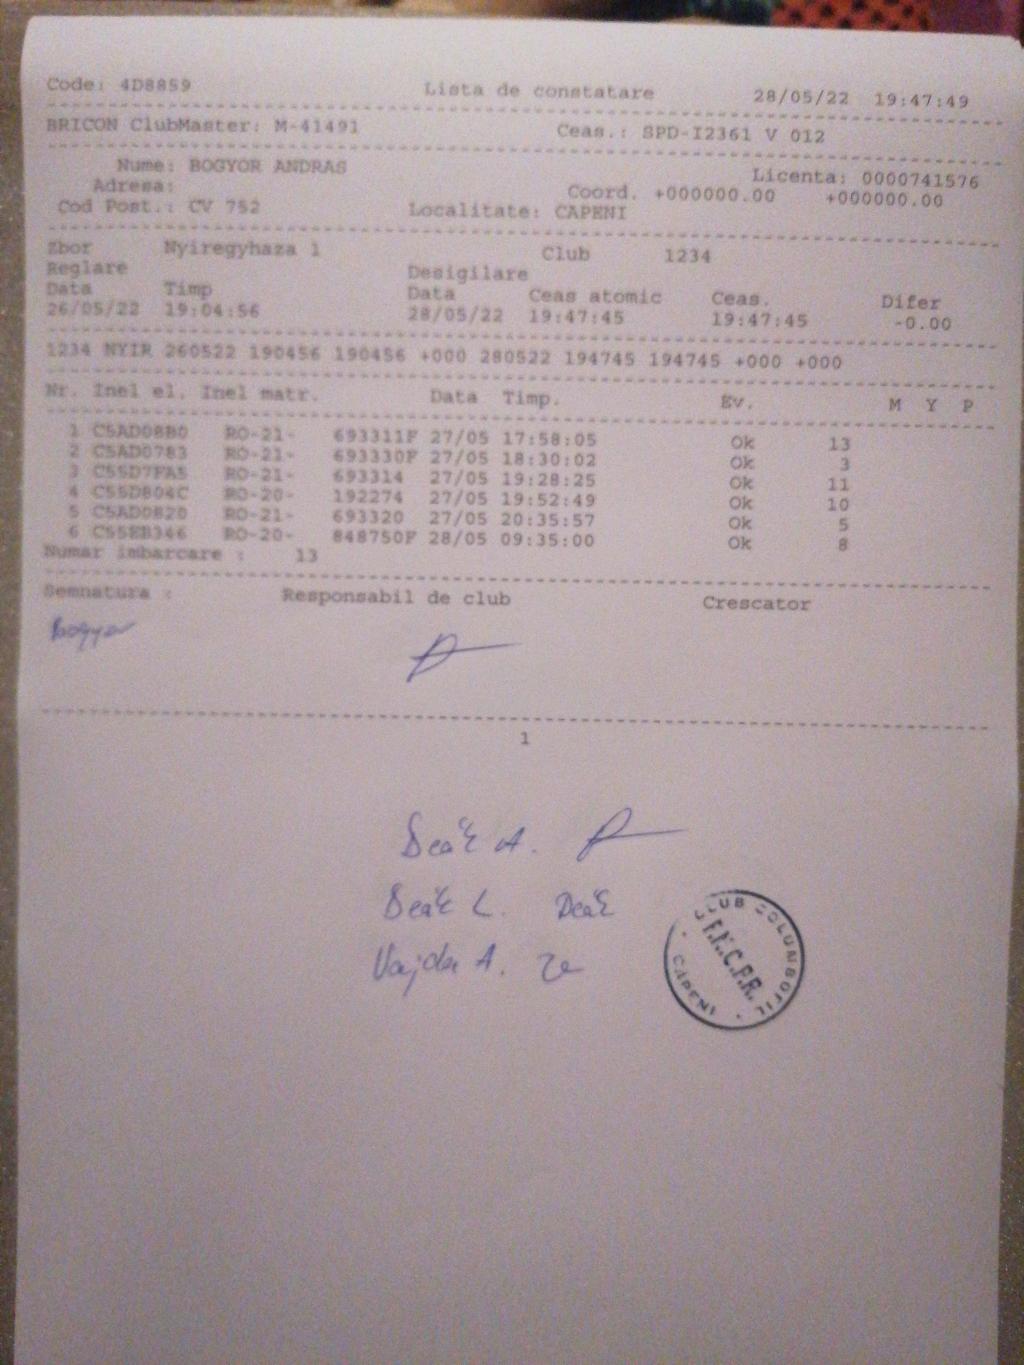 Code: 4D8859 Lista de constatare 28/05/22 19:47:49
BRICON ClubMaster: M-41491 Ceas.: SPD-I2361 V 012
Nume: BOGYOR ANDRAS Licenta: 0000741576
Adresa: Coord. +000000.00 +000000.00
Cod Post.: CV 752 Localitate: CAPENI
Zbor Nyiregyhaza 1 Club 1234
Reglare Desigilare
Data Timp Data Ceas atomic Ceas. Difer
26/05/22 19:04:56 28/05/22 19:47:45 19:47:45 -0.00
1234 NYIR 260522 190456 190456 +000 280522 194745 194745 +000 +000
Nr. Inel el. Inel matr. Data Timp. Ev. M Y P
1 C5AD08B0 RO-21- 693311F 27/05 17:58:05 Ok 13
2 C5AD0783 RO-21- 693330F 27/05 18:30:02 Ok 3
3 C55D7FA5 RO-21- 693314 27/05 19:28:25 Ok 11
4 C55D804C RO-20- 192274 27/05 19:52:49 Ok 10
5 C5AD0820 RO-21- 693320 27/05 20:35:57 Ok 5
6 C55EB346 RO-20- 848750F 28/05 09:35:00 Ok 8
Numar imbarcare : 13
Semnatura : Responsabil de club Crescator
Bogyor
1
Deák A.
Deák L. Deák
Vajda A.
CLUB COLUMBOFIL
F.N.C.P.R.
CAPENI